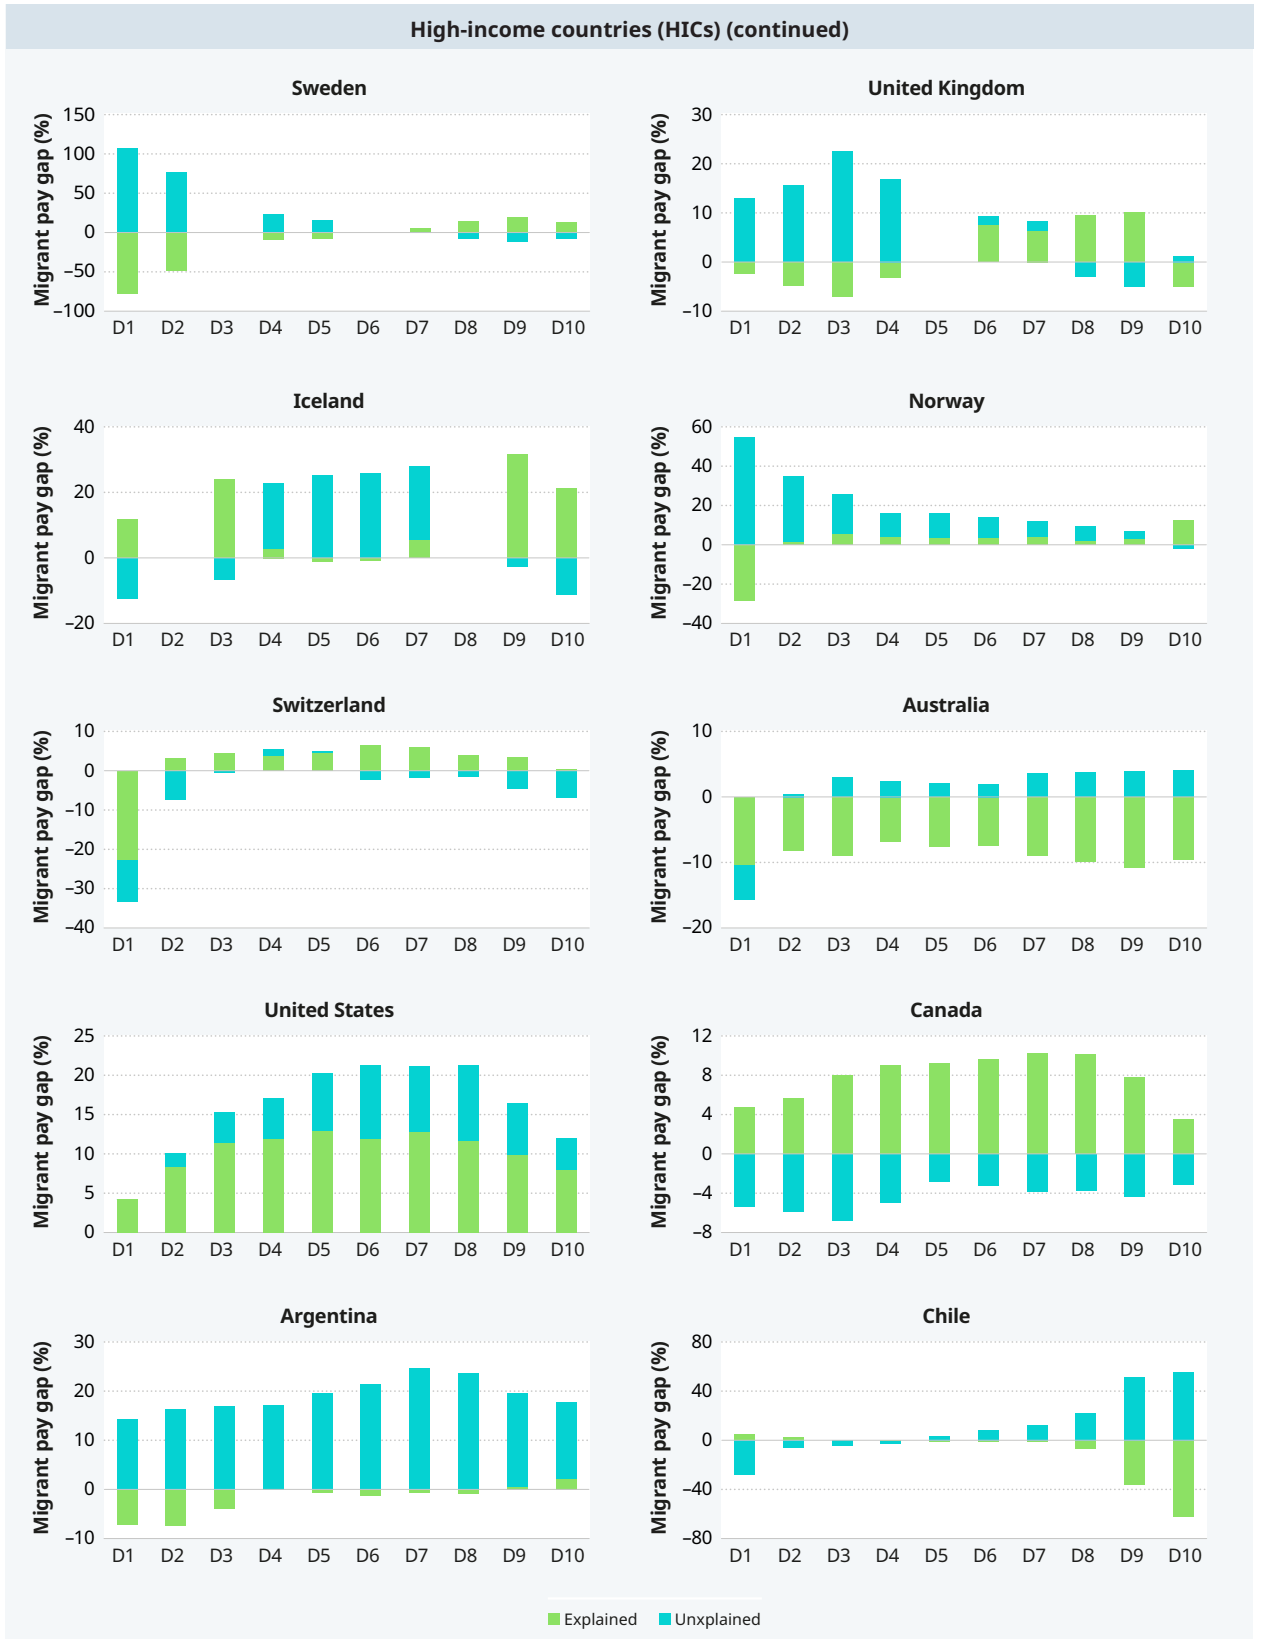 High-income countries (HICs) (continued)
Sweden
Migrant pay gap (%)
150
100
50
0
–50
–100
D1 D2 D3 D4 D5 D6 D7 D8 D9 D10
United Kingdom
Migrant pay gap (%)
30
20
10
0
–10
D1 D2 D3 D4 D5 D6 D7 D8 D9 D10
Iceland
Migrant pay gap (%)
40
20
0
–20
D1 D2 D3 D4 D5 D6 D7 D8 D9 D10
Norway
Migrant pay gap (%)
60
40
20
0
–20
–40
D1 D2 D3 D4 D5 D6 D7 D8 D9 D10
Switzerland
Migrant pay gap (%)
10
0
–10
–20
–30
–40
D1 D2 D3 D4 D5 D6 D7 D8 D9 D10
Australia
Migrant pay gap (%)
10
0
–10
–20
D1 D2 D3 D4 D5 D6 D7 D8 D9 D10
United States
Migrant pay gap (%)
25
20
15
10
5
0
D1 D2 D3 D4 D5 D6 D7 D8 D9 D10
Canada
Migrant pay gap (%)
12
8
4
0
–4
–8
D1 D2 D3 D4 D5 D6 D7 D8 D9 D10
Argentina
Migrant pay gap (%)
30
20
10
0
–10
D1 D2 D3 D4 D5 D6 D7 D8 D9 D10
Chile
Migrant pay gap (%)
80
40
0
–40
–80
D1 D2 D3 D4 D5 D6 D7 D8 D9 D10
Explained Unxplained